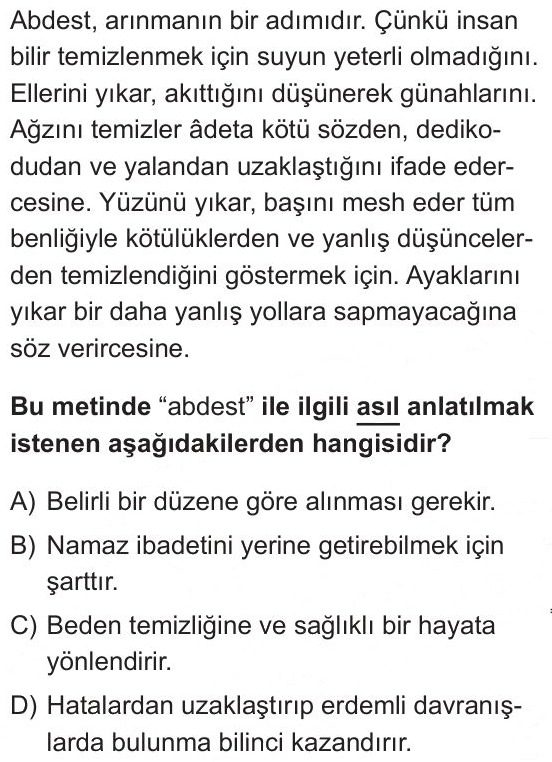 Abdest, arınmanın bir adımıdır. Çünkü insan
bilir temizlenmek için suyun yeterli olmadığını.
Ellerini yıkar, akıttığını düşünerek günahlarını.
Ağzını temizler âdeta kötü sözden, dediko-
dudan ve yalandan uzaklaştığını ifade eder-
cesine. Yüzünü yıkar, başını mesh eder tüm
benliğiyle kötülüklerden ve yanlış düşünceler-
den temizlendiğini göstermek için. Ayaklarını
yıkar bir daha yanlış yollara sapmayacağına
söz verircesine.
Bu metinde “abdest” ile ilgili asıl anlatılmak
istenen aşağıdakilerden hangisidir?
A) Belirli bir düzene göre alınması gerekir.
B) Namaz ibadetini yerine getirebilmek için
şarttır.
C) Beden temizliğine ve sağlıklı bir hayata
yönlendirir.
D) Hatalardan uzaklaştırıp erdemli davranış-
larda bulunma bilinci kazandırır.